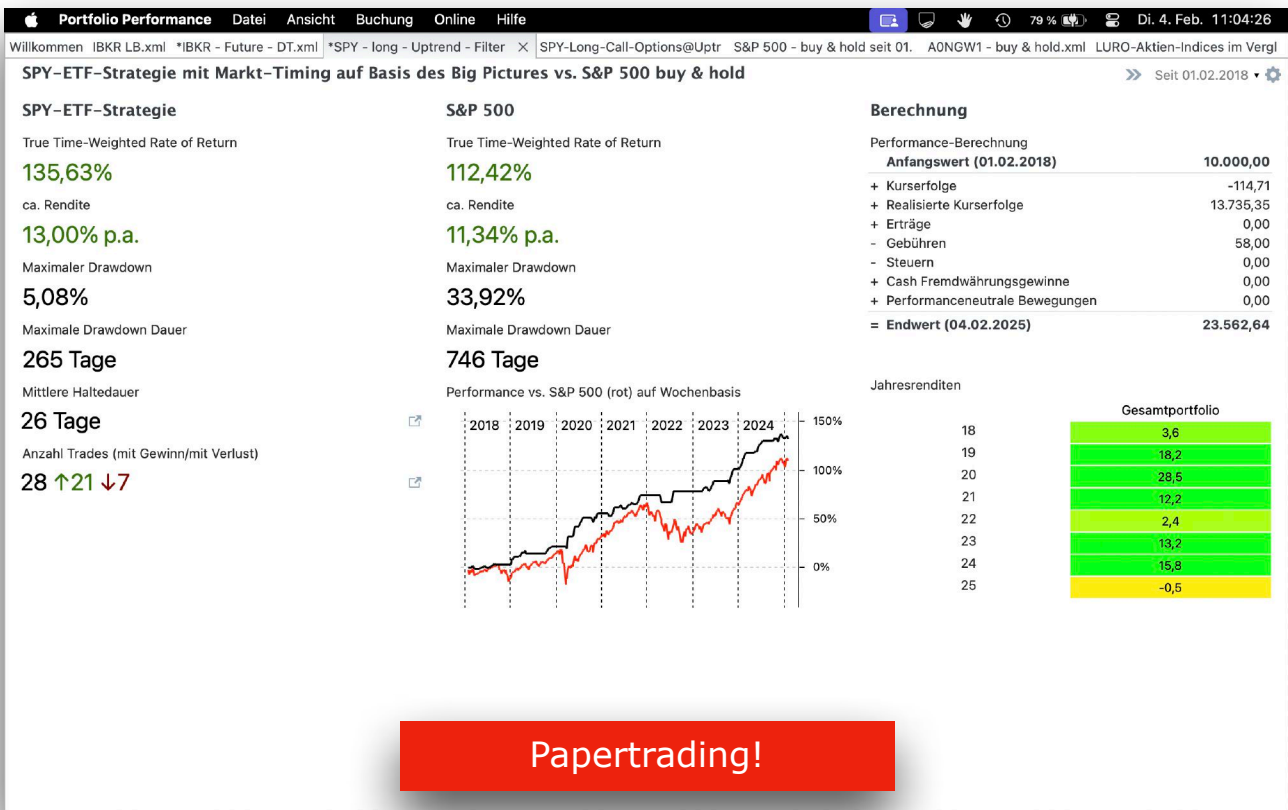 Portfolio Performance Datei Ansicht Buchung Online Hilfe 79 % Di. 4. Feb. 11:04:26
Willkommen IBKR LB.xml *IBKR - Future - DT.xml *SPY - long - Uptrend - Filter × SPY-Long-Call-Options@Uptr S&P 500 - buy & hold seit 01. A0NGW1 - buy & hold.xml LURO-Aktien-Indices im Vergl
SPY-ETF-Strategie mit Markt-Timing auf Basis des Big Pictures vs. S&P 500 buy & hold
Seit 01.02.2018
SPY-ETF-Strategie
True Time-Weighted Rate of Return
135,63%
ca. Rendite
13,00% p.a.
Maximaler Drawdown
5,08%
Maximale Drawdown Dauer
265 Tage
Mittlere Haltedauer
26 Tage
Anzahl Trades (mit Gewinn/mit Verlust)
28 ↑21 ↓7
S&P 500
True Time-Weighted Rate of Return
112,42%
ca. Rendite
11,34% p.a.
Maximaler Drawdown
33,92%
Maximale Drawdown Dauer
746 Tage
Performance vs. S&P 500 (rot) auf Wochenbasis
2018 2019 2020 2021 2022 2023 2024
150%
100%
50%
0%
Berechnung
Performance-Berechnung
Anfangswert (01.02.2018) 10.000,00
+ Kurserfolge -114,71
+ Realisierte Kurserfolge 13.735,35
+ Erträge 0,00
- Gebühren 58,00
- Steuern 0,00
+ Cash Fremdwährungsgewinne 0,00
+ Performanceneutrale Bewegungen 0,00
= Endwert (04.02.2025) 23.562,64
Jahresrenditen
Gesamtportfolio
18 3,6
19 18,2
20 28,5
21 12,2
22 2,4
23 13,2
24 15,8
25 -0,5
Papertrading!